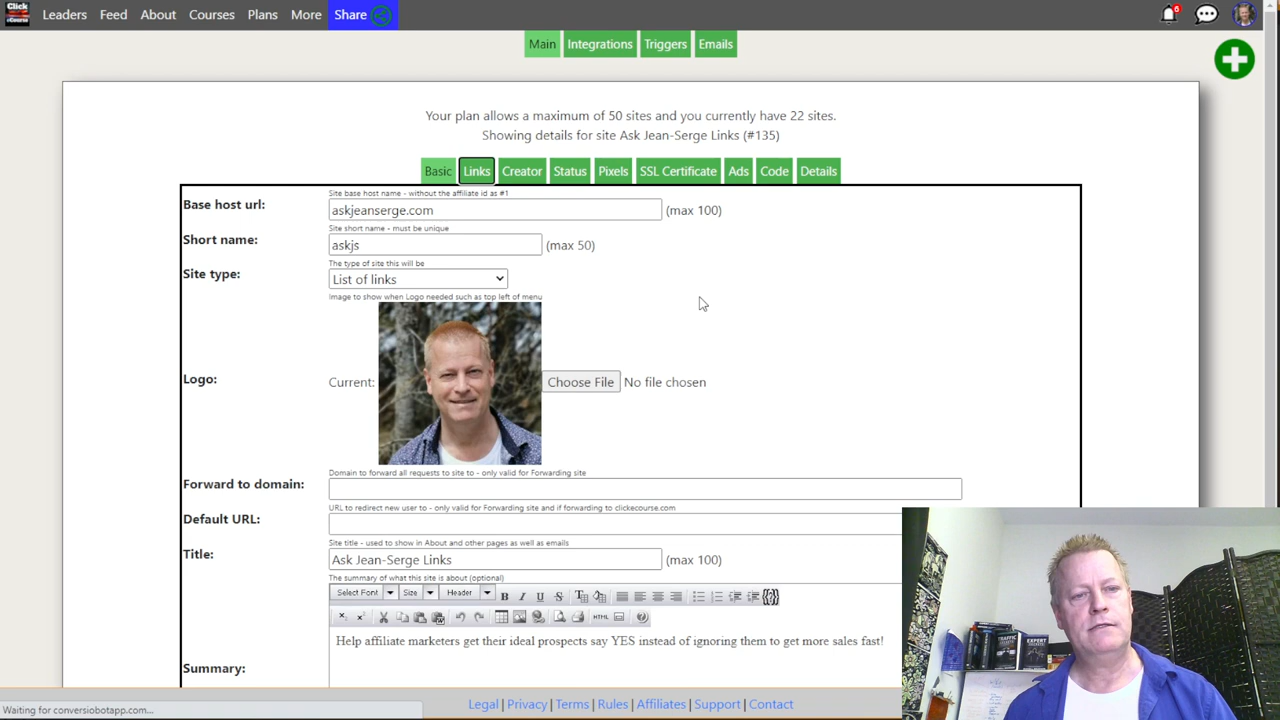 Click
eCourse
Leaders Feed About Courses Plans More Share
6
Main Integrations Triggers Emails
Your plan allows a maximum of 50 sites and you currently have 22 sites.
Showing details for site Ask Jean-Serge Links (#135)
Basic Links Creator Status Pixels SSL Certificate Ads Code Details
Site base host name - without the affiliate id as #1
Base host url: askjeanserge.com (max 100)
Site short name - must be unique
Short name: askjs (max 50)
The type of site this will be
Site type: List of links
Image to show when Logo needed such as top left of menu
Logo: Current: Choose File No file chosen
Domain to forward all requests to site to - only valid for Forwarding site
Forward to domain:
URL to redirect new user to - only valid for Forwarding site and if forwarding to clickecourse.com
Default URL:
Site title - used to show in About and other pages as well as emails
Title: Ask Jean-Serge Links (max 100)
The summary of what this site is about (optional)
Select Font Size B I U S Header
HTML
Help affiliate marketers get their ideal prospects say YES instead of ignoring them to get more sales fast!
Summary:
TRAFFIC SECRETS EXPERT SECRETS
Waiting for conversiobotapp.com...
Legal | Privacy | Terms | Rules | Affiliates | Support | Contact